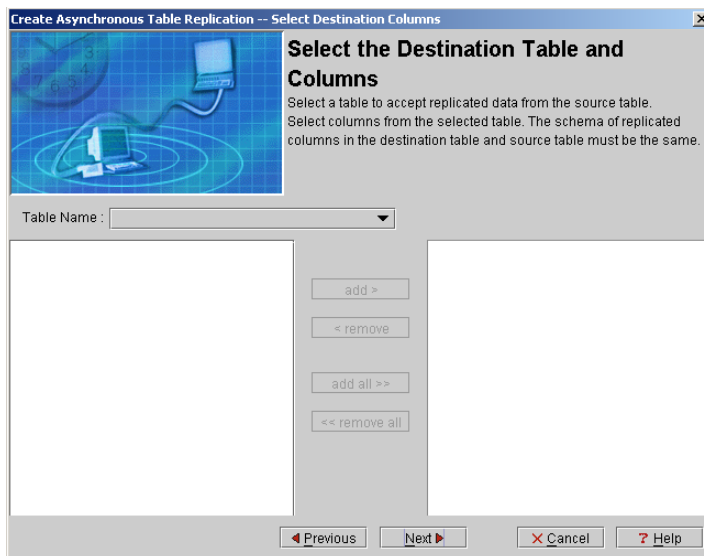 Create Asynchronous Table Replication -- Select Destination Columns
Select the Destination Table and
Columns
Select a table to accept replicated data from the source table.
Select columns from the selected table. The schema of replicated
columns in the destination table and source table must be the same.
Table Name :
add >
< remove
add all >>
<< remove all
Previous
Next
Cancel
? Help